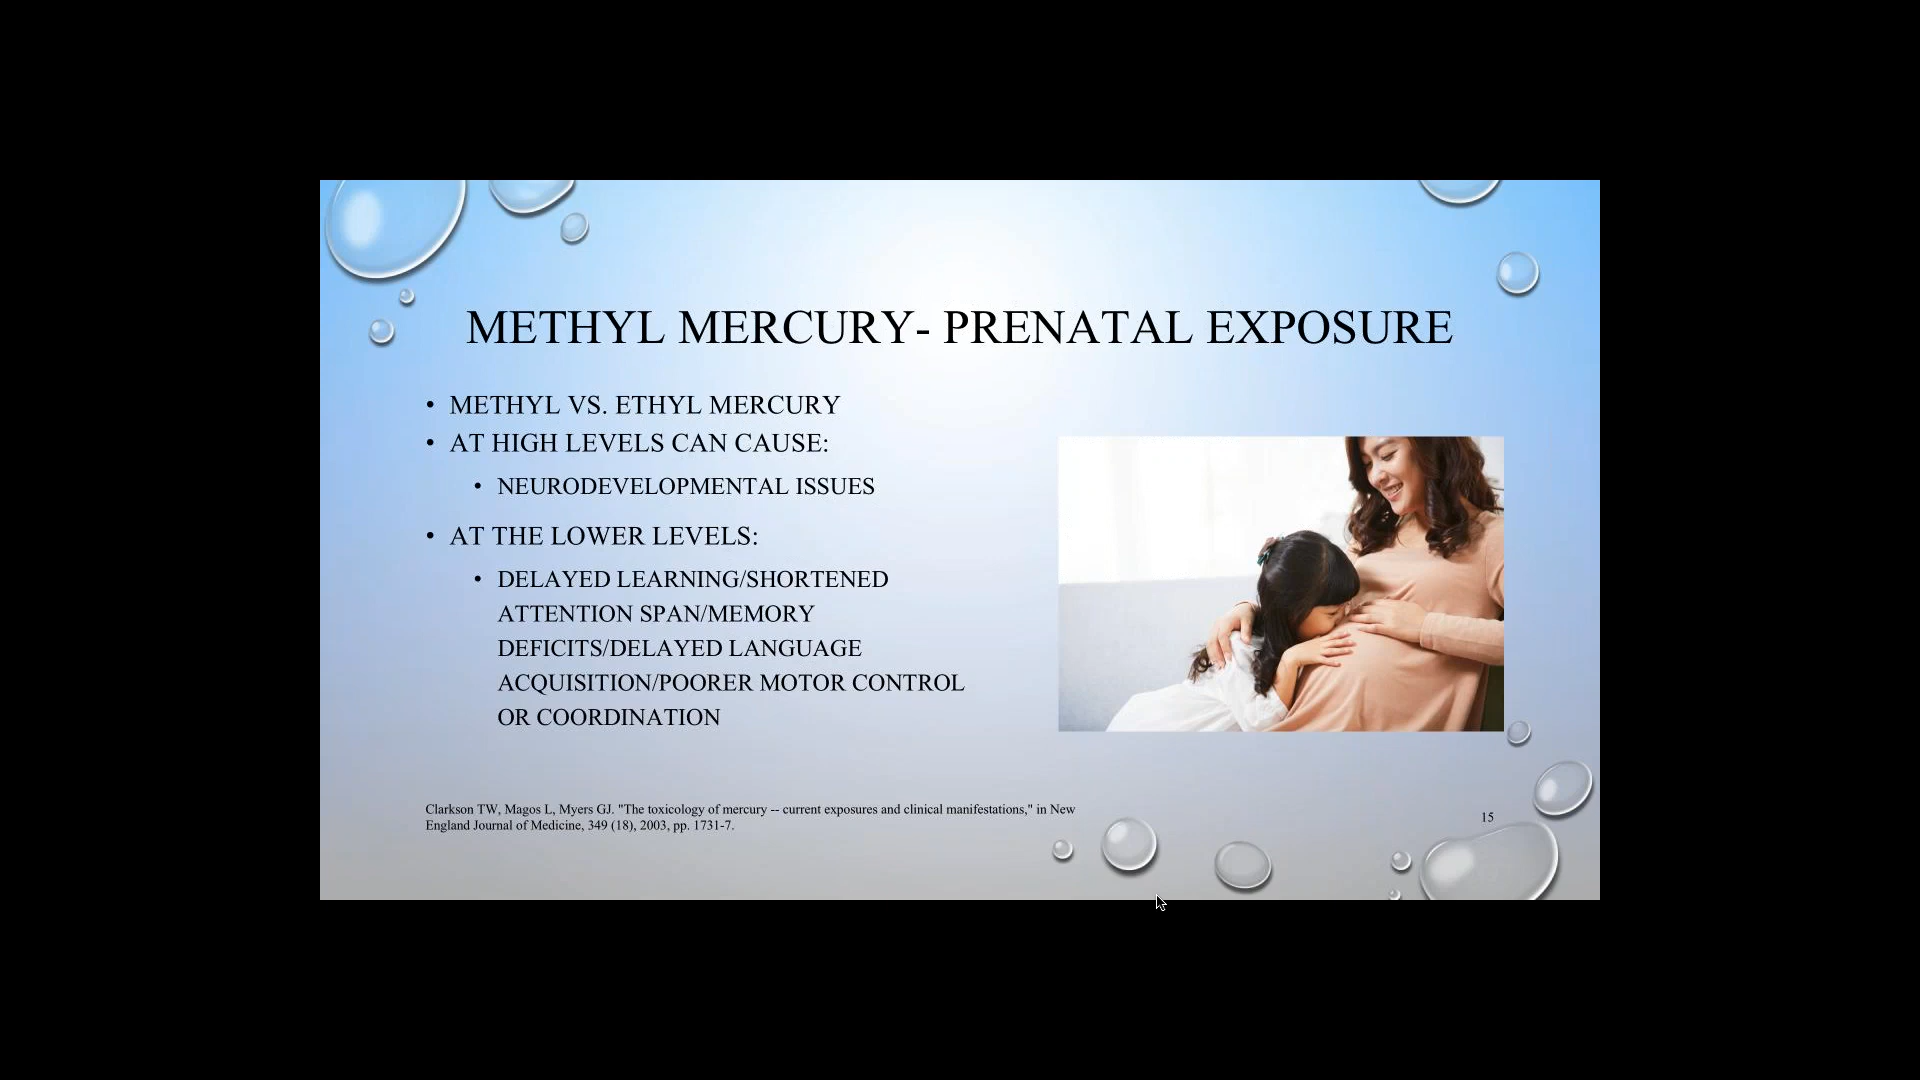 METHYL MERCURY- PRENATAL EXPOSURE
• METHYL VS. ETHYL MERCURY
• AT HIGH LEVELS CAN CAUSE:
• NEURODEVELOPMENTAL ISSUES
• AT THE LOWER LEVELS:
• DELAYED LEARNING/SHORTENED
ATTENTION SPAN/MEMORY
DEFICITS/DELAYED LANGUAGE
ACQUISITION/POORER MOTOR CONTROL
OR COORDINATION
Clarkson TW, Magos L, Myers GJ. "The toxicology of mercury -- current exposures and clinical manifestations," in New
England Journal of Medicine, 349 (18), 2003, pp. 1731-7.
15